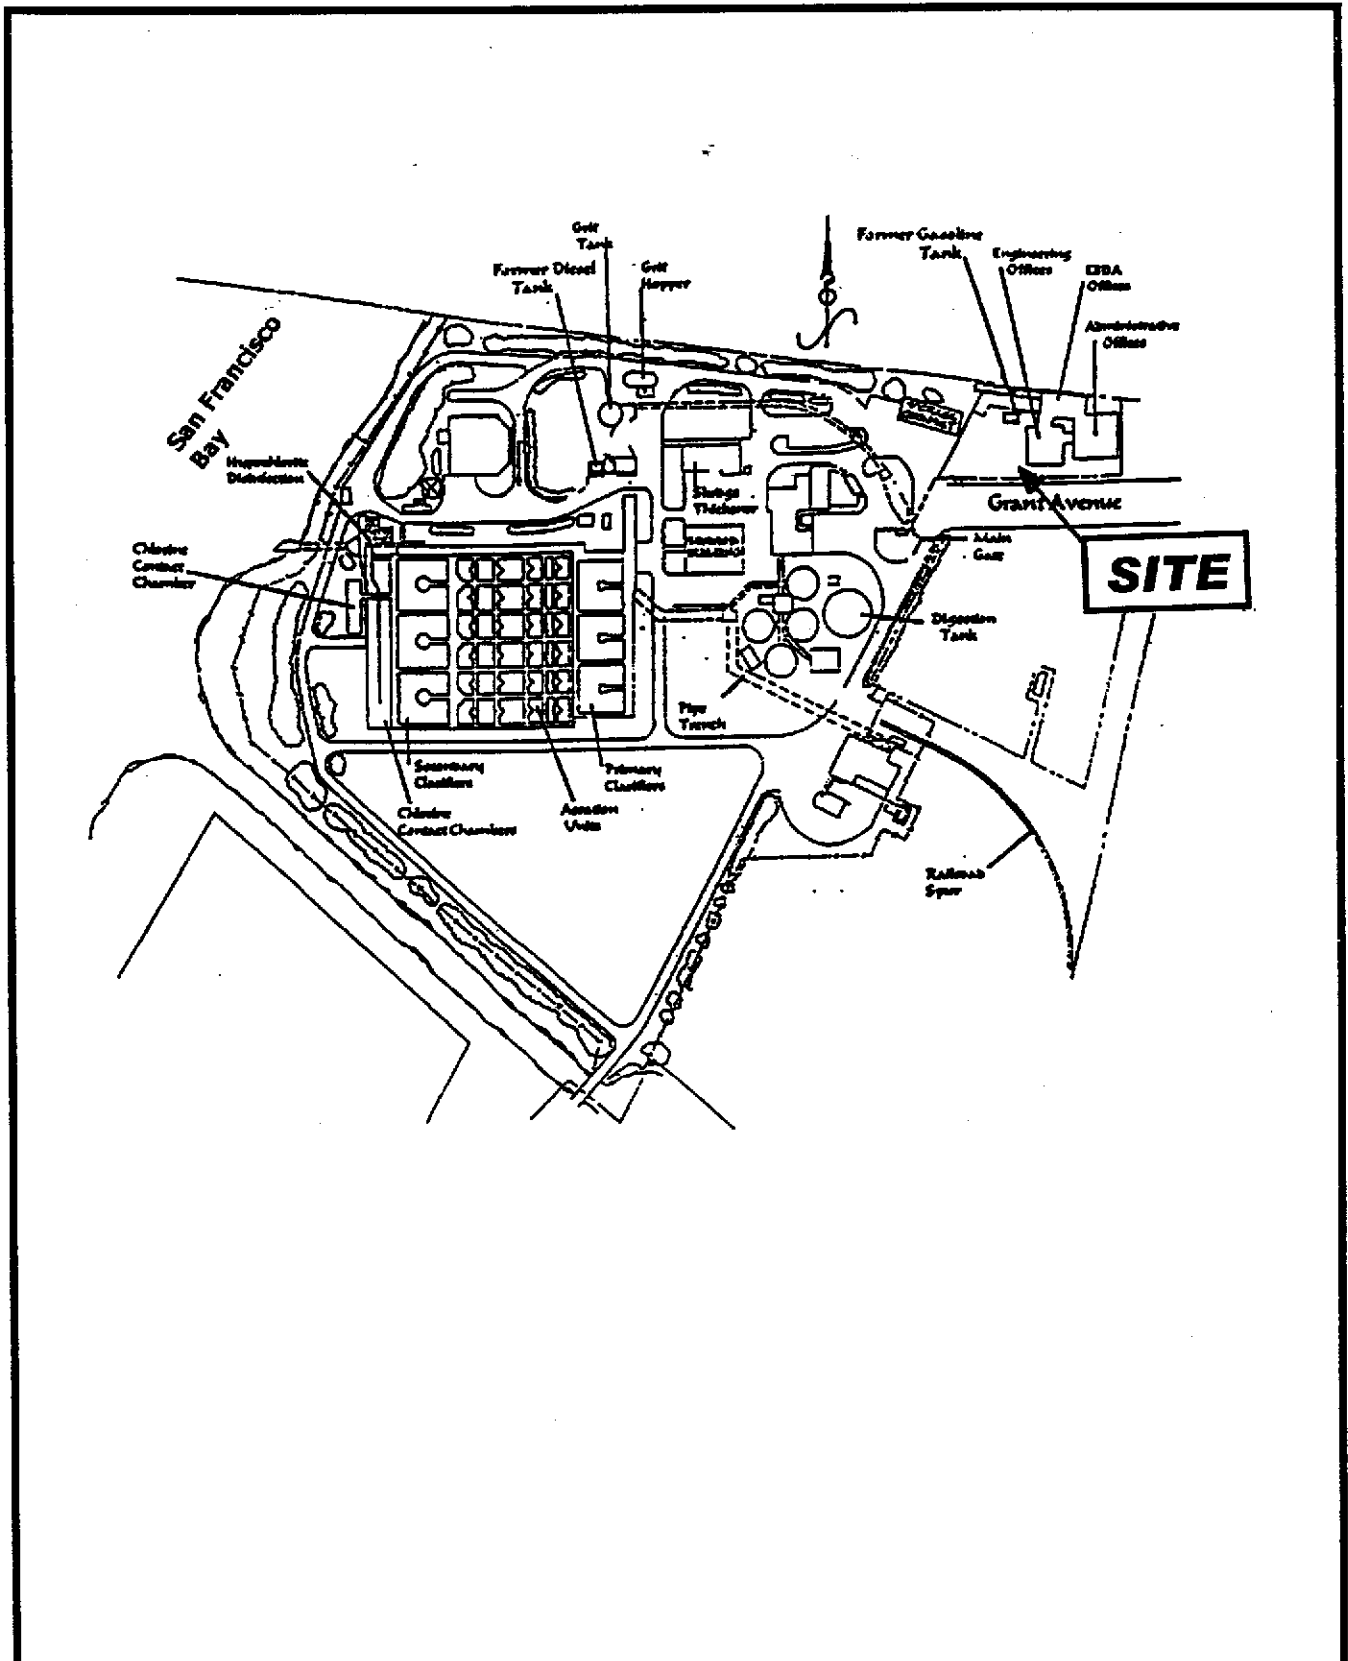 Grit
Tank
Former Diesel
Tank
Grit
Hopper
Former Gasoline
Tank
Engineering
Offices
EBDA
Offices
Administrative
Offices
San Francisco
Bay
Hypochlorite
Disinfection
Sludge
Thickener
Grant Avenue
Main
Gate
SITE
Chlorine
Contact
Chamber
Digestion
Tank
Pipe
Trench
Secondary
Clarifiers
Primary
Clarifiers
Chlorine
Contact Chambers
Aeration
Units
Railroad
Spur